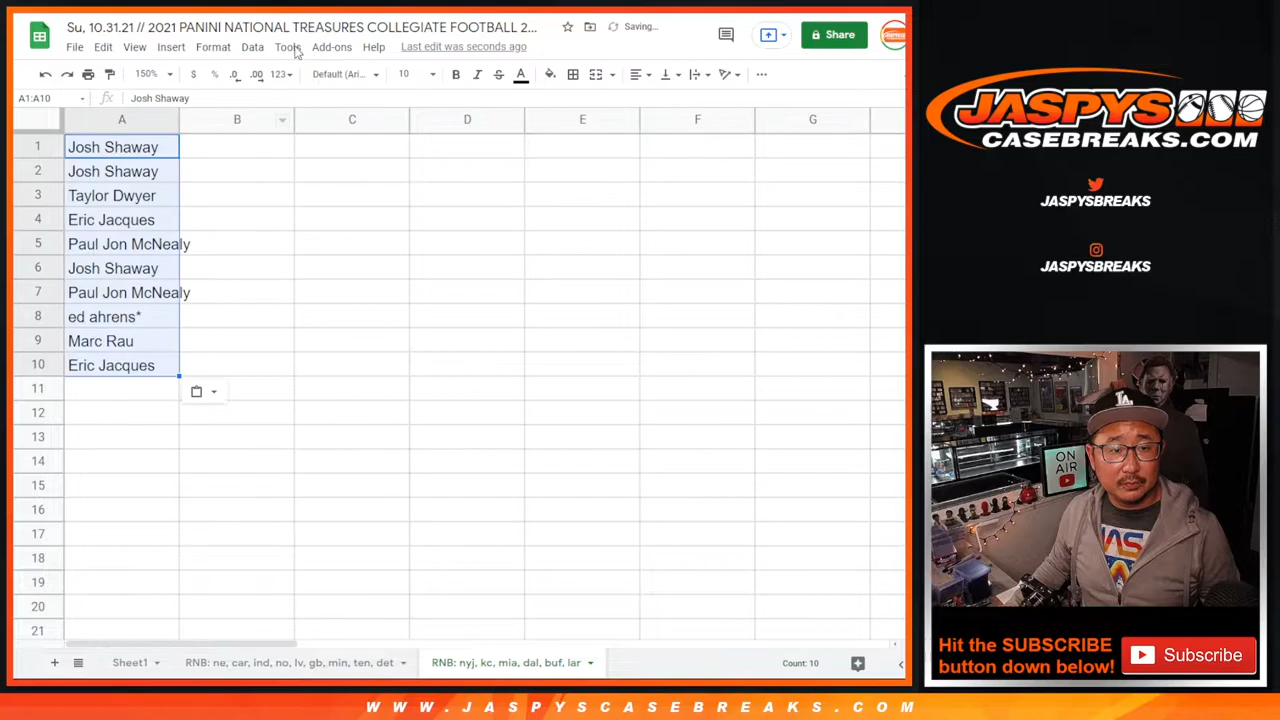 Su, 10.31.21 // 2021 PANINI NATIONAL TREASURES COLLEGIATE FOOTBALL 2...
Saving...
Share
File Edit View Insert Format Data Tools Add-ons Help Last edit was seconds ago
150% $ % .0 .00 123 Default (Ari... 10 B I S A
A1:A10 fx Josh Shaway
A B C D E F G
1 Josh Shaway
2 Josh Shaway
3 Taylor Dwyer
4 Eric Jacques
5 Paul Jon McNealy
6 Josh Shaway
7 Paul Jon McNealy
8 ed ahrens*
9 Marc Rau
10 Eric Jacques
11
12
13
14
15
16
17
18
19
20
21
Sheet1 RNB: ne, car, ind, no, lv, gb, min, ten, det RNB: nyj, kc, mia, dal, buf, lar Count: 10
JASPYS
CASEBREAKS.COM
JASPYSBREAKS
JASPYSBREAKS
ON
AIR
LA
Hit the SUBSCRIBE
button down below!
Subscribe
WWW.JASPYSCASEBREAKS.COM